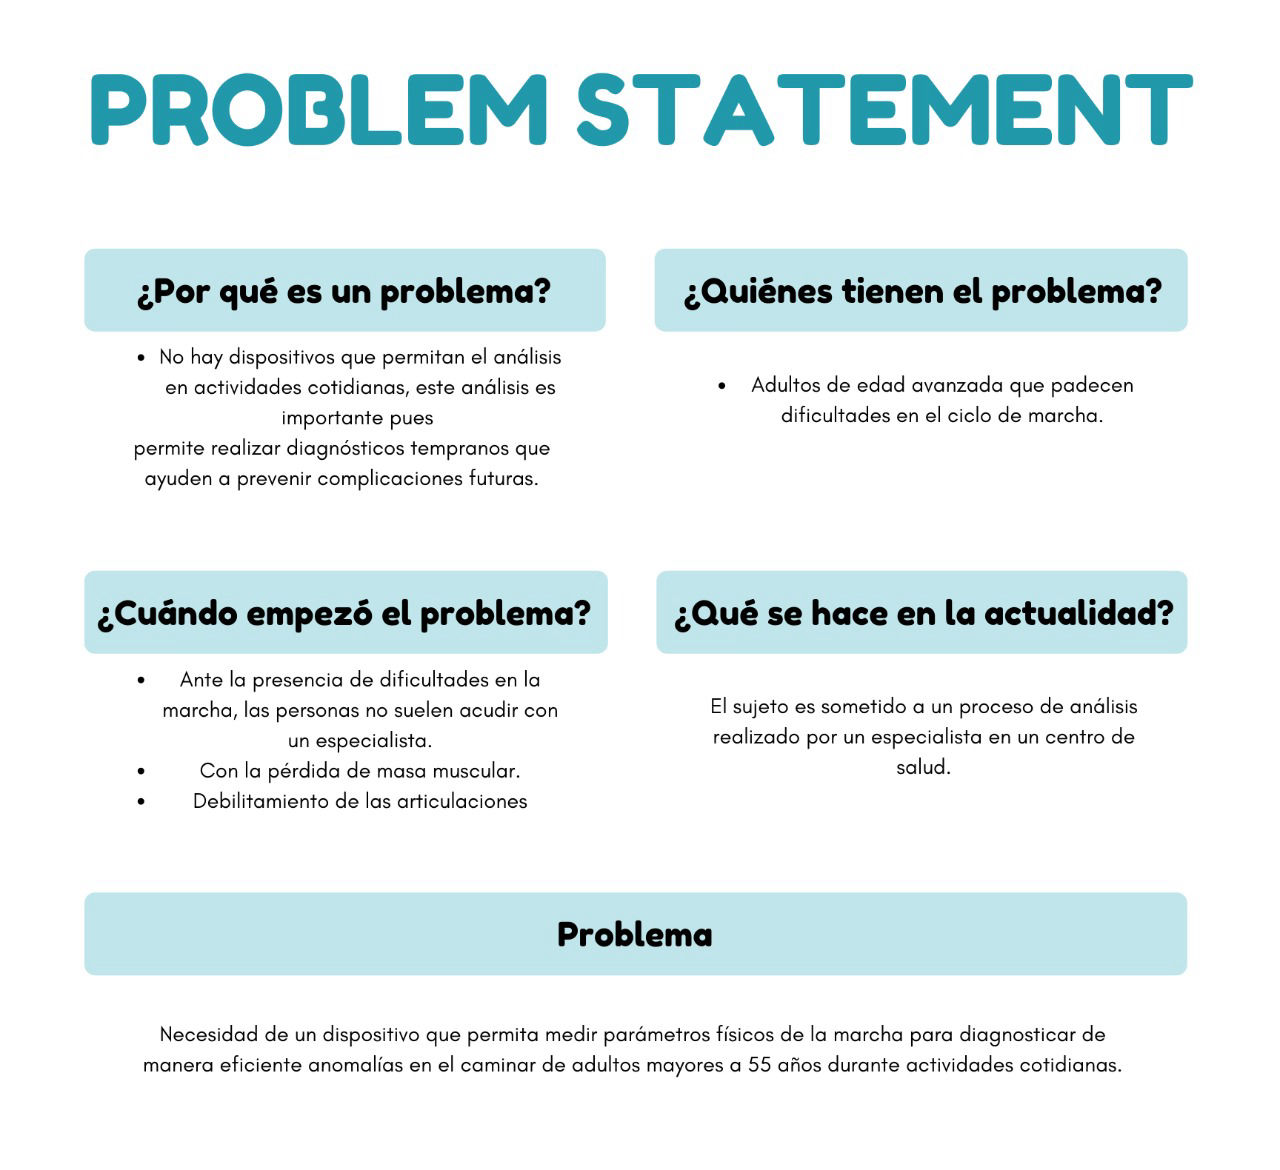 PROBLEM STATEMENT
¿Por qué es un problema?
• No hay dispositivos que permitan el análisis
en actividades cotidianas, este análisis es
importante pues
permite realizar diagnósticos tempranos que
ayuden a prevenir complicaciones futuras.
¿Quiénes tienen el problema?
• Adultos de edad avanzada que padecen
dificultades en el ciclo de marcha.
¿Cuándo empezó el problema?
• Ante la presencia de dificultades en la
marcha, las personas no suelen acudir con
un especialista.
• Con la pérdida de masa muscular.
• Debilitamiento de las articulaciones
¿Qué se hace en la actualidad?
El sujeto es sometido a un proceso de análisis
realizado por un especialista en un centro de
salud.
Problema
Necesidad de un dispositivo que permita medir parámetros físicos de la marcha para diagnosticar de
manera eficiente anomalías en el caminar de adultos mayores a 55 años durante actividades cotidianas.